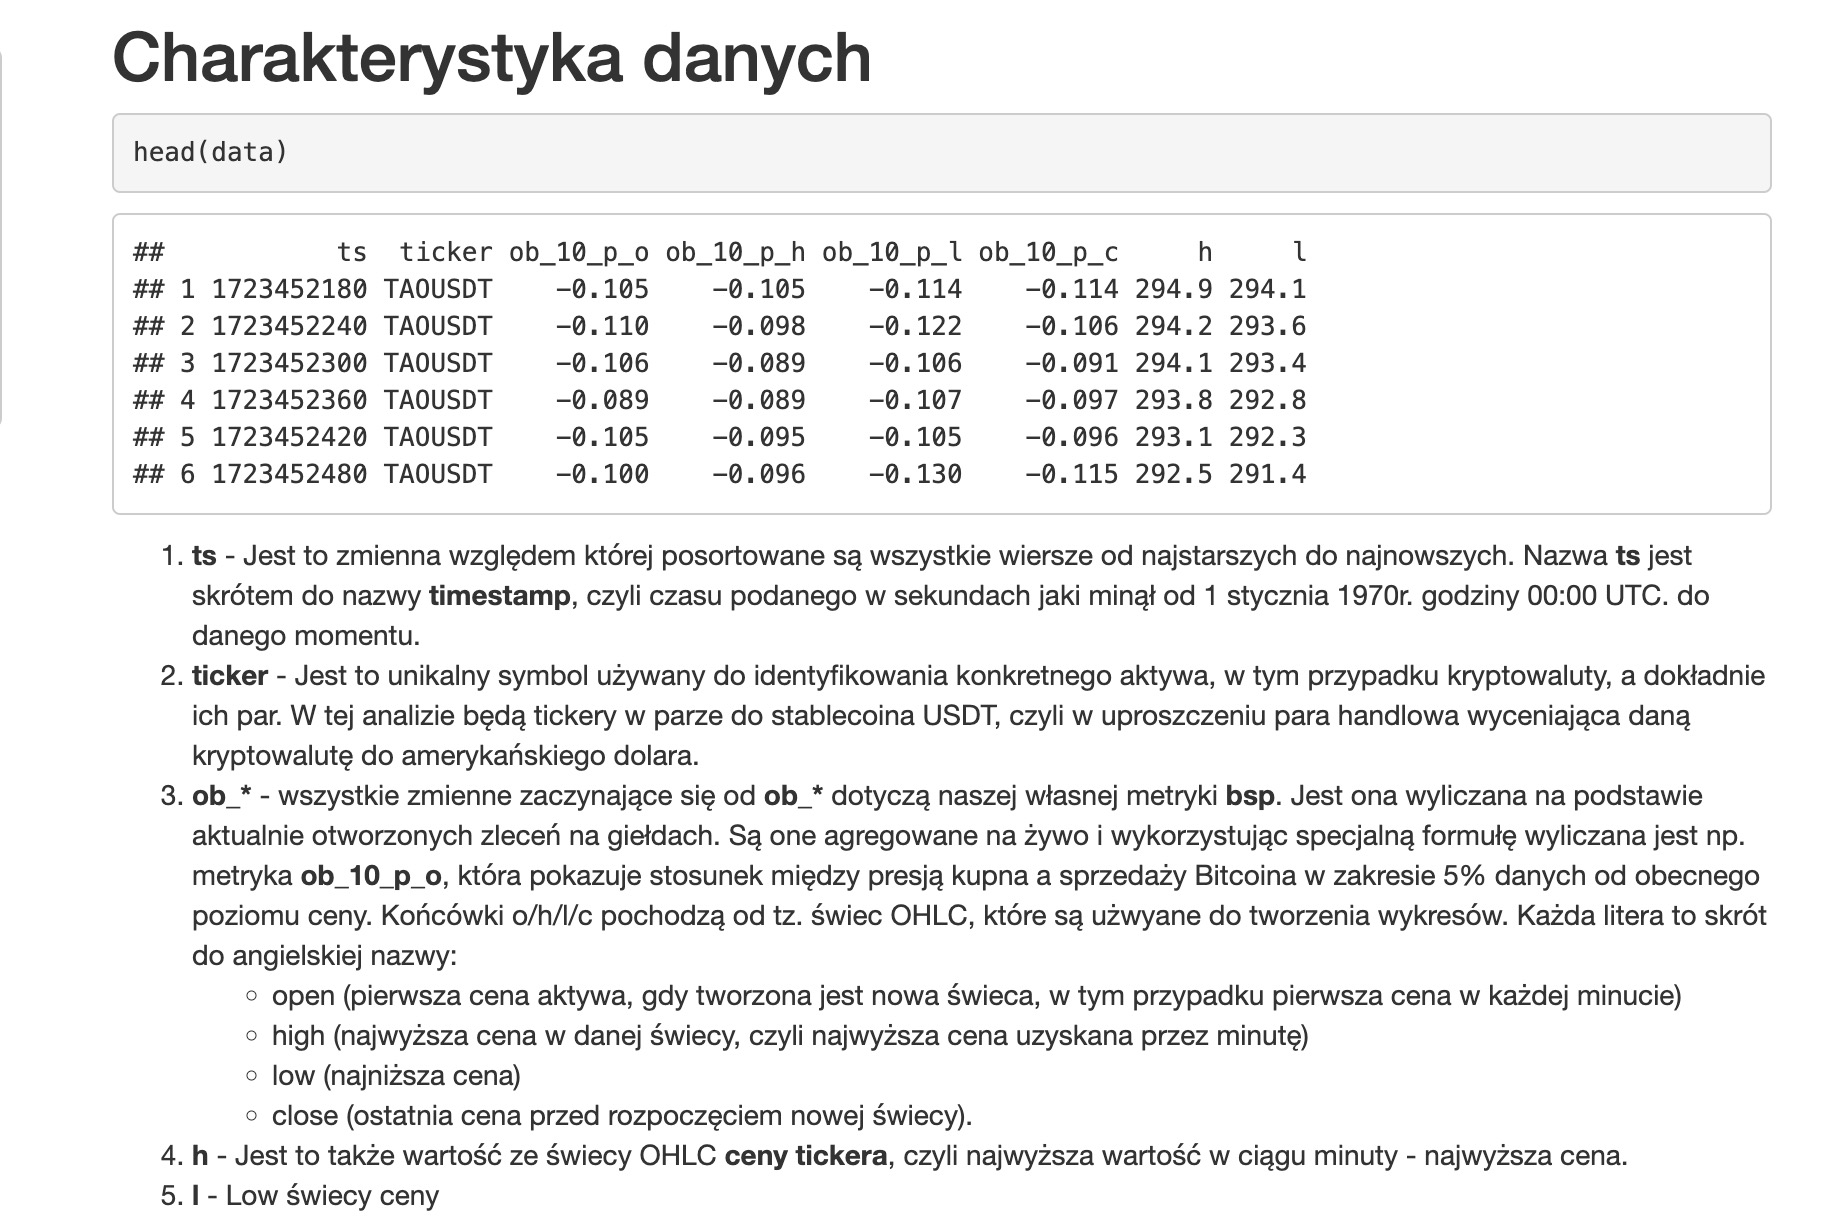 Charakterystyka danych
head(data)
##           ts  ticker ob_10_p_o ob_10_p_h ob_10_p_l ob_10_p_c     h     l
## 1 1723452180 TAOUSDT    -0.105    -0.105    -0.114    -0.114 294.9 294.1
## 2 1723452240 TAOUSDT    -0.110    -0.098    -0.122    -0.106 294.2 293.6
## 3 1723452300 TAOUSDT    -0.106    -0.089    -0.106    -0.091 294.1 293.4
## 4 1723452360 TAOUSDT    -0.089    -0.089    -0.107    -0.097 293.8 292.8
## 5 1723452420 TAOUSDT    -0.105    -0.095    -0.105    -0.096 293.1 292.3
## 6 1723452480 TAOUSDT    -0.100    -0.096    -0.130    -0.115 292.5 291.4
1. ts - Jest to zmienna względem której posortowane są wszystkie wiersze od najstarszych do najnowszych. Nazwa ts jest
skrótem do nazwy timestamp, czyli czasu podanego w sekundach jaki minął od 1 stycznia 1970r. godziny 00:00 UTC. do
danego momentu.
2. ticker - Jest to unikalny symbol używany do identyfikowania konkretnego aktywa, w tym przypadku kryptowaluty, a dokładnie
ich par. W tej analizie będą tickery w parze do stablecoina USDT, czyli w uproszczeniu para handlowa wyceniająca daną
kryptowalutę do amerykańskiego dolara.
3. ob_* - wszystkie zmienne zaczynające się od ob_* dotyczą naszej własnej metryki bsp. Jest ona wyliczana na podstawie
aktualnie otworzonych zleceń na giełdach. Są one agregowane na żywo i wykorzystując specjalną formułę wyliczana jest np.
metryka ob_10_p_o, która pokazuje stosunek między presją kupna a sprzedaży Bitcoina w zakresie 5% danych od obecnego
poziomu ceny. Końcówki o/h/l/c pochodzą od tz. świec OHLC, które są użwyane do tworzenia wykresów. Każda litera to skrót
do angielskiej nazwy:
◦ open (pierwsza cena aktywa, gdy tworzona jest nowa świeca, w tym przypadku pierwsza cena w każdej minucie)
◦ high (najwyższa cena w danej świecy, czyli najwyższa cena uzyskana przez minutę)
◦ low (najniższa cena)
◦ close (ostatnia cena przed rozpoczęciem nowej świecy).
4. h - Jest to także wartość ze świecy OHLC ceny tickera, czyli najwyższa wartość w ciągu minuty - najwyższa cena.
5. l - Low świecy ceny